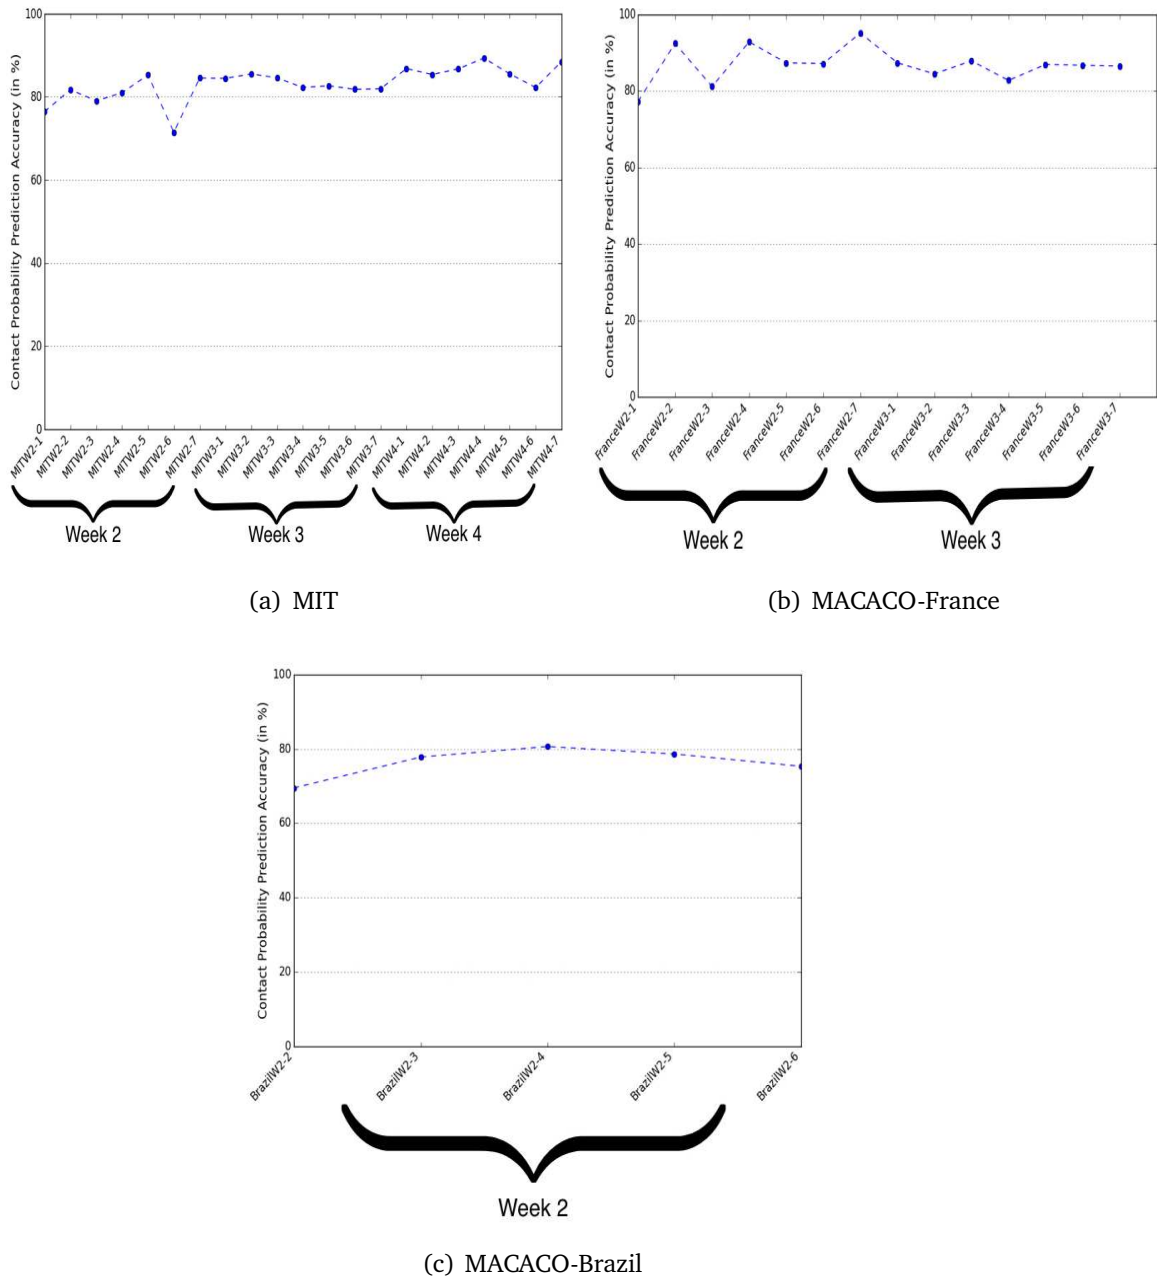 Contact Probability Prediction Accuracy (in %)
100
80
60
40
20
0
MITW2-1
MITW2-2
MITW2-3
MITW2-4
MITW2-5
MITW2-6
MITW2-7
MITW3-1
MITW3-2
MITW3-3
MITW3-4
MITW3-5
MITW3-6
MITW3-7
MITW4-1
MITW4-2
MITW4-3
MITW4-4
MITW4-5
MITW4-6
MITW4-7
Week 2
Week 3
Week 4
(a) MIT
Contact Probability Prediction Accuracy (in %)
100
80
60
40
20
0
FranceW2-1
FranceW2-2
FranceW2-3
FranceW2-4
FranceW2-5
FranceW2-6
FranceW2-7
FranceW3-1
FranceW3-2
FranceW3-3
FranceW3-4
FranceW3-5
FranceW3-6
FranceW3-7
Week 2
Week 3
(b) MACACO-France
Contact Probability Prediction Accuracy (in %)
100
80
60
40
20
0
BrazilW2-2
BrazilW2-3
BrazilW2-4
BrazilW2-5
BrazilW2-6
Week 2
(c) MACACO-Brazil